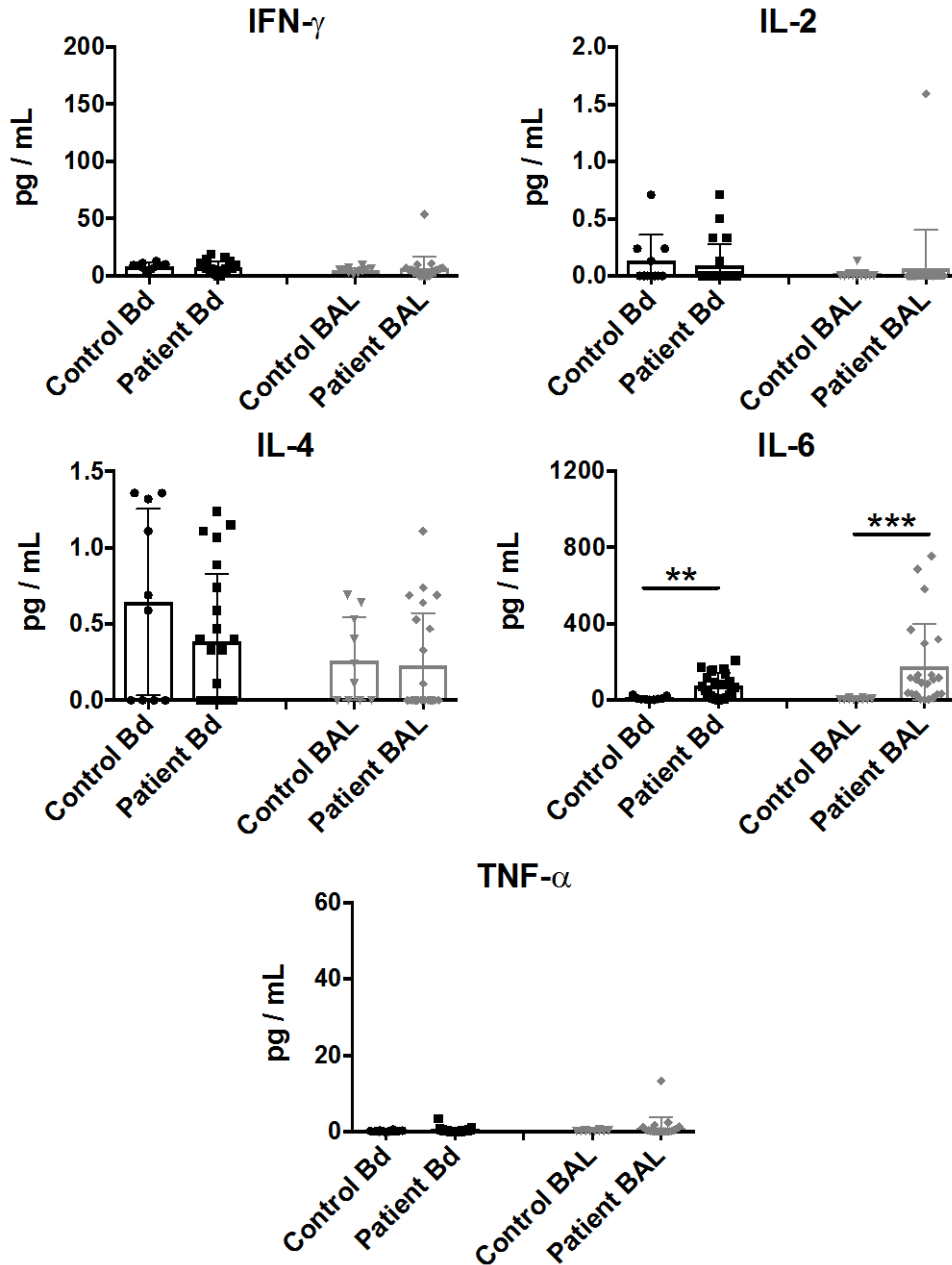 IFN-γ
pg / mL
200
150
100
50
0
Control Bd
Patient Bd
Control BAL
Patient BAL
IL-2
pg / mL
2.0
1.5
1.0
0.5
0.0
Control Bd
Patient Bd
Control BAL
Patient BAL
IL-4
pg / mL
1.5
1.0
0.5
0.0
Control Bd
Patient Bd
Control BAL
Patient BAL
IL-6
pg / mL
1200
800
400
0
**
***
Control Bd
Patient Bd
Control BAL
Patient BAL
TNF-α
pg / mL
60
40
20
0
Control Bd
Patient Bd
Control BAL
Patient BAL